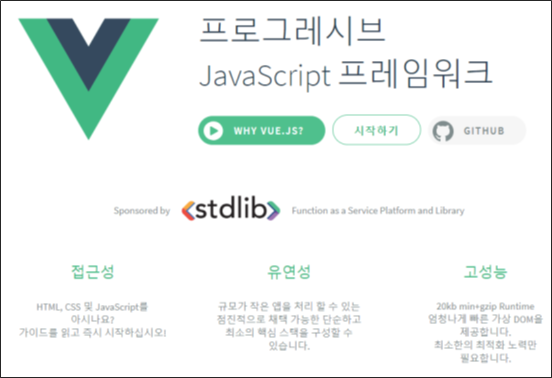 프로그레시브
JavaScript 프레임워크
WHY VUE.JS?
시작하기
GITHUB
Sponsored by
<stdlib>
Function as a Service Platform and Library
접근성
HTML, CSS 및 JavaScript를
아시나요?
가이드를 읽고 즉시 시작하십시오!
유연성
규모가 작은 앱을 처리 할 수 있는
점진적으로 채택 가능한 단순하고
최소의 핵심 스택을 구성할 수
있습니다.
고성능
20kb min+gzip Runtime
엄청나게 빠른 가상 DOM을
제공합니다.
최소한의 최적화 노력만
필요합니다.